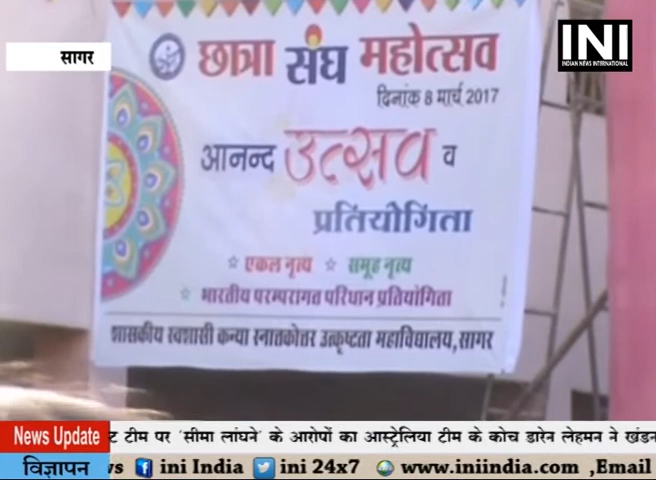 सागर
INI
INDIAN NEWS INTERNATIONAL
छात्रा संघ महोत्सव
दिनांक 8 मार्च 2017
आनन्द उत्सव व
प्रतियोगिता
☆ एकल नृत्य ☆ समूह नृत्य
☆ भारतीय परम्परागत परिधान प्रतियोगिता
शासकीय स्वशासी कन्या स्नातकोत्तर उत्कृष्टता महाविद्यालय, सागर
News Update
ट टीम पर 'सीमा लांघने' के आरोपों का आस्ट्रेलिया टीम के कोच डारेन लेहमन ने खंडन
विज्ञापन
ws ini India ini 24x7 www.iniindia.com ,Email